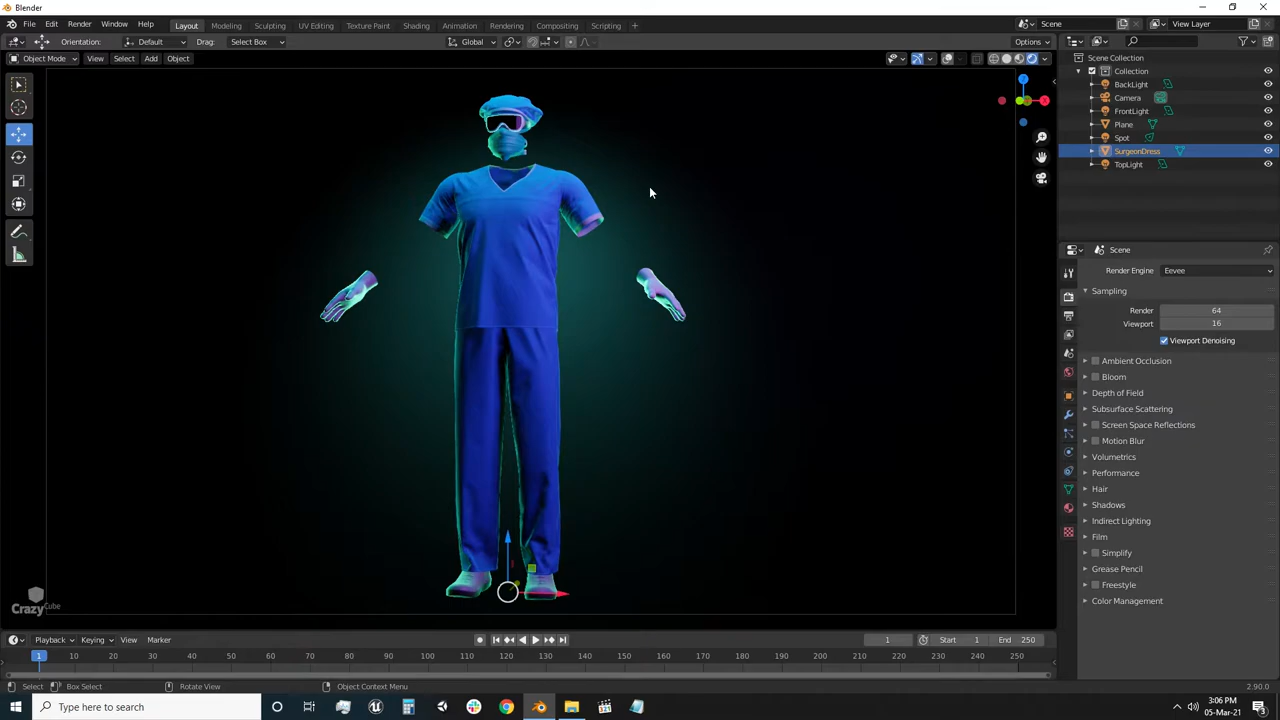 Blender
File Edit Render Window Help Layout Modeling Sculpting UV Editing Texture Paint Shading Animation Rendering Compositing Scripting + Scene View Layer
Orientation: Default Drag: Select Box Global Options
Object Mode View Select Add Object
Scene Collection
Collection
BackLight
Camera
FrontLight
Plane
Spot
SurgeonDress
TopLight
Scene
Render Engine Eevee
Sampling
Render 64
Viewport 16
Viewport Denoising
Ambient Occlusion
Bloom
Depth of Field
Subsurface Scattering
Screen Space Reflections
Motion Blur
Volumetrics
Performance
Hair
Shadows
Indirect Lighting
Film
Simplify
Grease Pencil
Freestyle
Color Management
CrazyCube
Playback Keying View Marker 1 Start 1 End 250
1 10 20 30 40 50 60 70 80 90 100 110 120 130 140 150 160 170 180 190 200 210 220 230 240 250
Select Box Select Rotate View Object Context Menu 2.90.0
Type here to search
3:06 PM
05-Mar-21